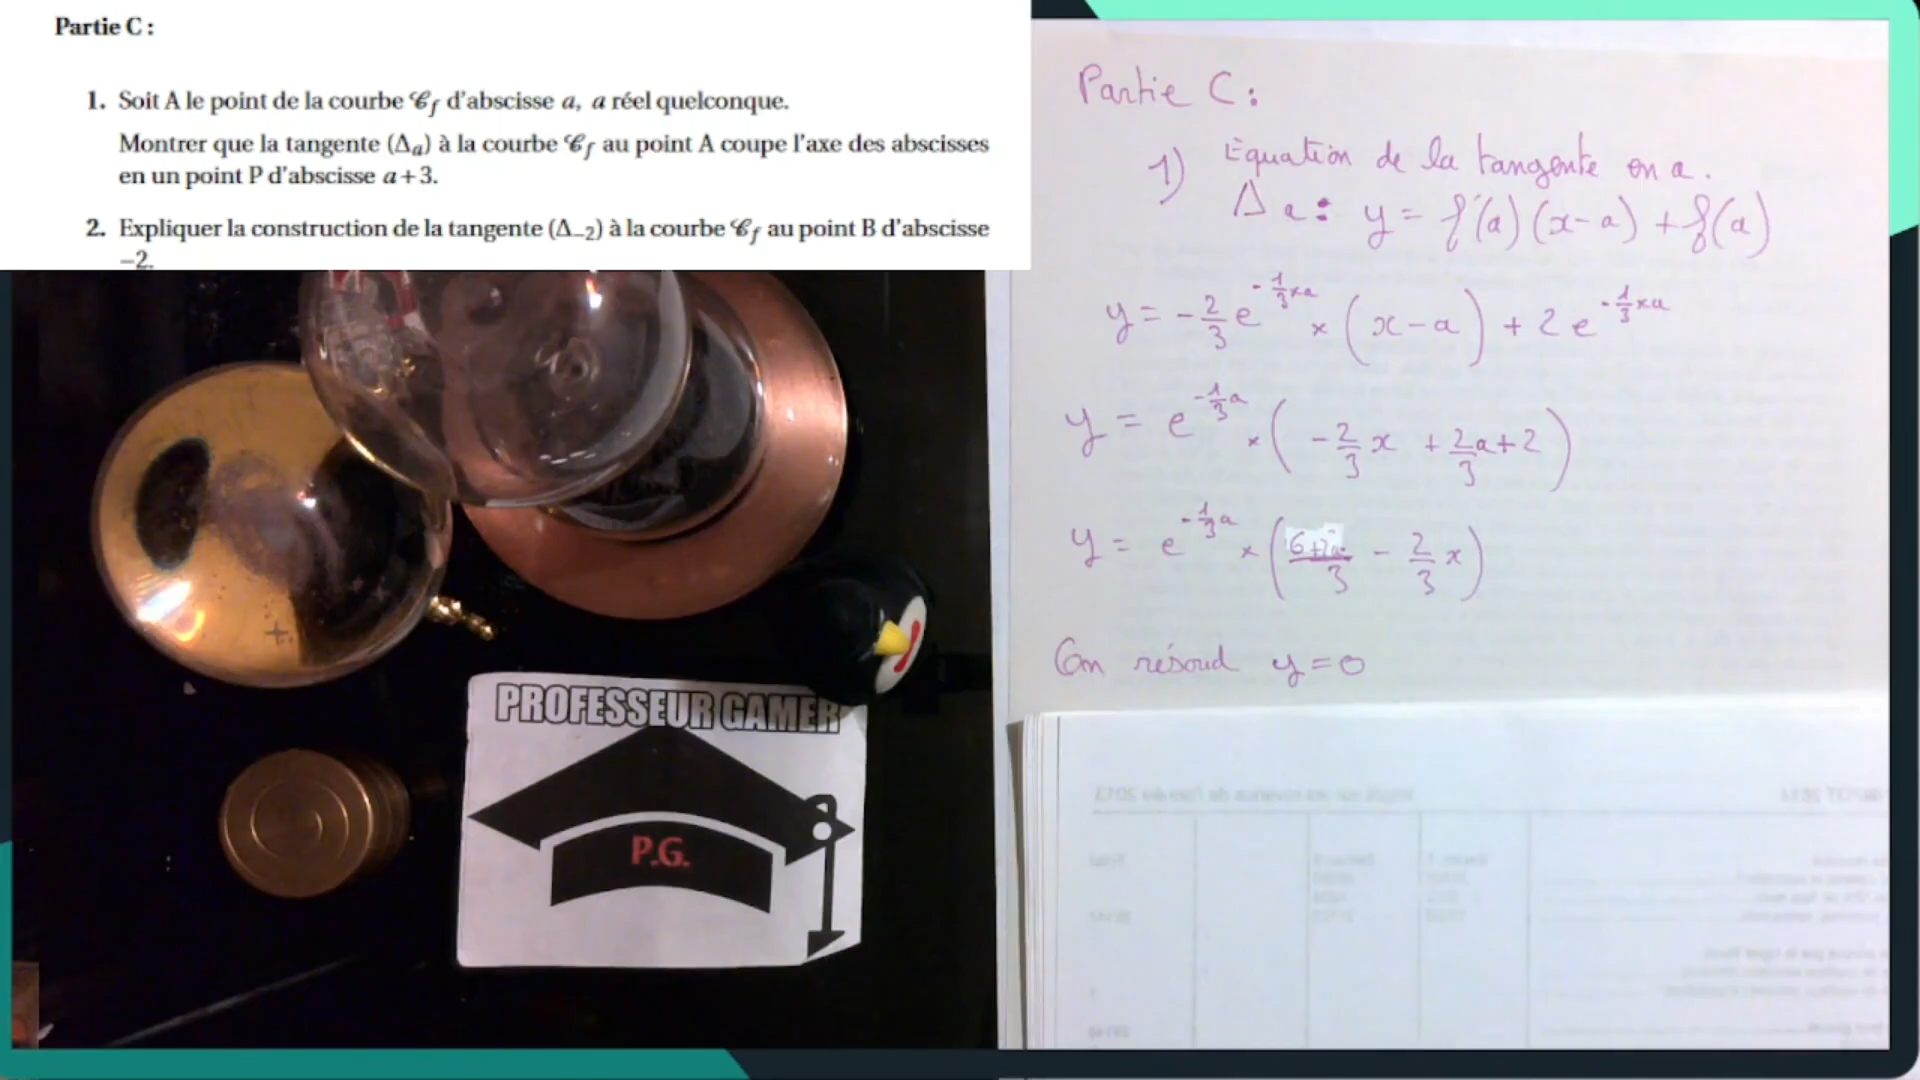 Partie C :
1. Soit A le point de la courbe 𝒞f d'abscisse a, a réel quelconque.
Montrer que la tangente (Δa) à la courbe 𝒞f au point A coupe l'axe des abscisses
en un point P d'abscisse a+3.
2. Expliquer la construction de la tangente (Δ−2) à la courbe 𝒞f au point B d'abscisse
−2.
Partie C :
1) Equation de la tangente en a.
Δa : y = f'(a)(x-a) + f(a)
y = -2/3 e^(-1/3 × a) × (x-a) + 2e^(-1/3 × a)
y = e^(-1/3 a) × (-2/3 x + 2/3 a + 2)
y = e^(-1/3 a) × ((6+2a)/3 - 2/3 x)
On résoud y = 0
PROFESSEUR GAMER
P.G.